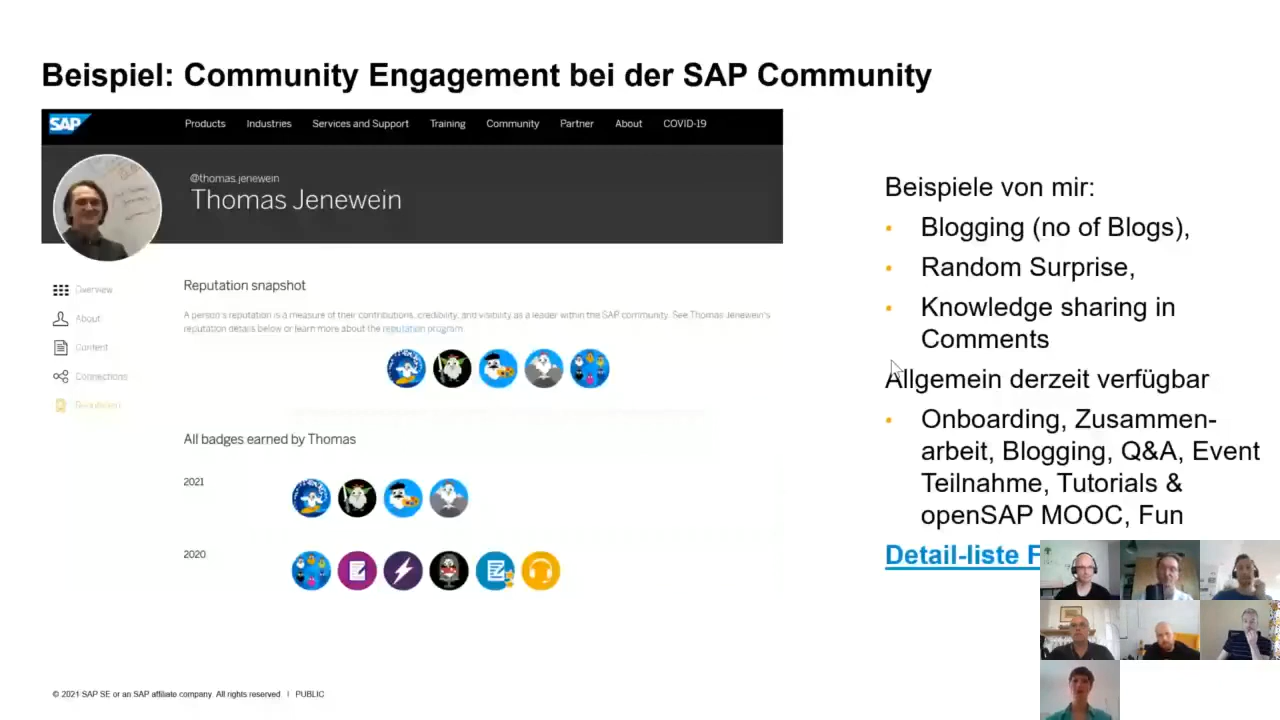 Beispiel: Community Engagement bei der SAP Community
SAP
Products Industries Services and Support Training Community Partner About COVID-19
@thomas.jenewein
Thomas Jenewein
Overview
About
Content
Connections
Reputation
Reputation snapshot
A person's reputation is a measure of their contributions, credibility, and visibility as a leader within the SAP community. See Thomas Jenewein's
reputation details below or learn more about the reputation program.
All badges earned by Thomas
2021
2020
Beispiele von mir:
• Blogging (no of Blogs),
• Random Surprise,
• Knowledge sharing in
Comments
Allgemein derzeit verfügbar
• Onboarding, Zusammen-
arbeit, Blogging, Q&A, Event
Teilnahme, Tutorials &
openSAP MOOC, Fun
Detail-liste
© 2021 SAP SE or an SAP affiliate company. All rights reserved. | PUBLIC